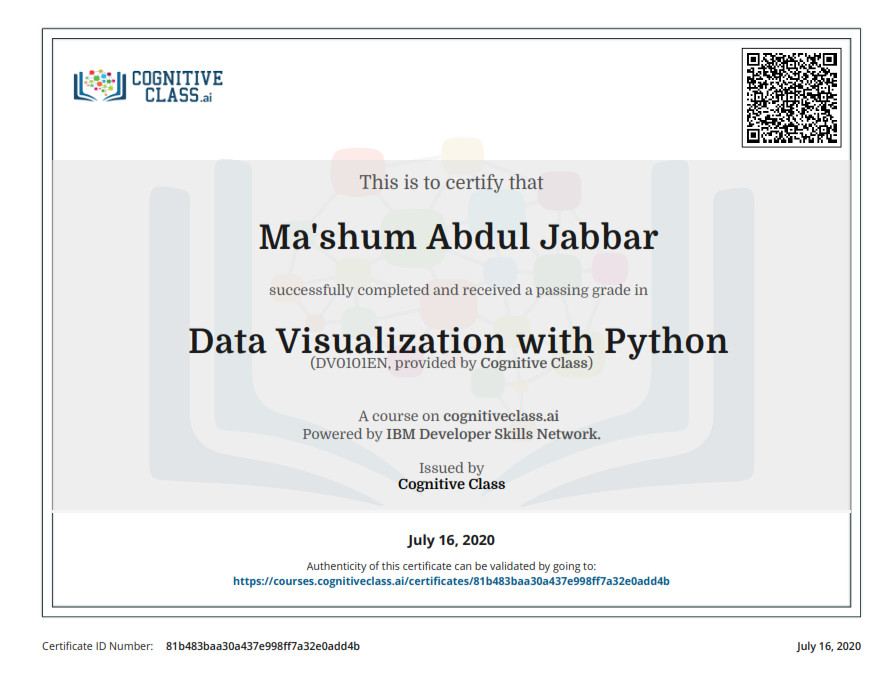 COGNITIVE
CLASS.ai
This is to certify that
Ma'shum Abdul Jabbar
successfully completed and received a passing grade in
Data Visualization with Python
(DV0101EN, provided by Cognitive Class)
A course on cognitiveclass.ai
Powered by IBM Developer Skills Network.
Issued by
Cognitive Class
July 16, 2020
Authenticity of this certificate can be validated by going to:
https://courses.cognitiveclass.ai/certificates/81b483baa30a437e998ff7a32e0add4b
Certificate ID Number: 81b483baa30a437e998ff7a32e0add4b
July 16, 2020